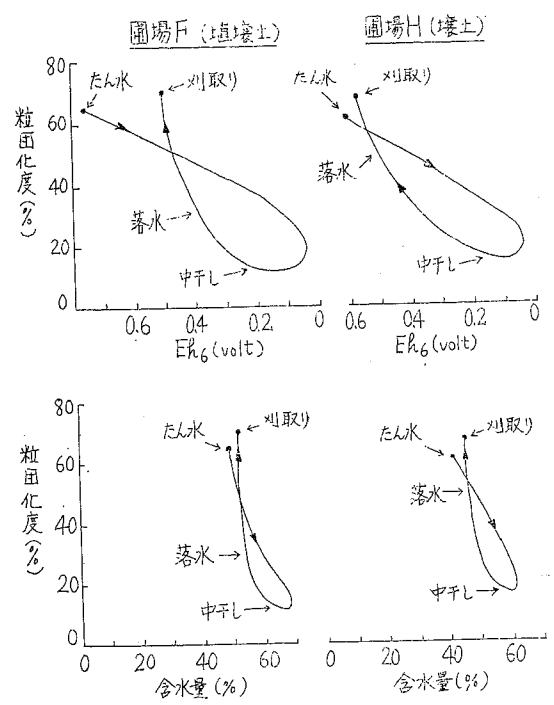 圃場F (埴壌土)
圃場H (壌土)
粒団化度(%)
80
60
40
20
0
たん水
刈取り
落水
中干し
0.6 0.4 0.2 0
Eh6(volt)
たん水
刈取り
落水
中干し
0.6 0.4 0.2 0
Eh6(volt)
粒団化度(%)
80
60
40
20
0
たん水
刈取り
落水
中干し
0 20 40 60
含水量(%)
たん水
刈取り
落水
中干し
0 20 40 60
含水量(%)